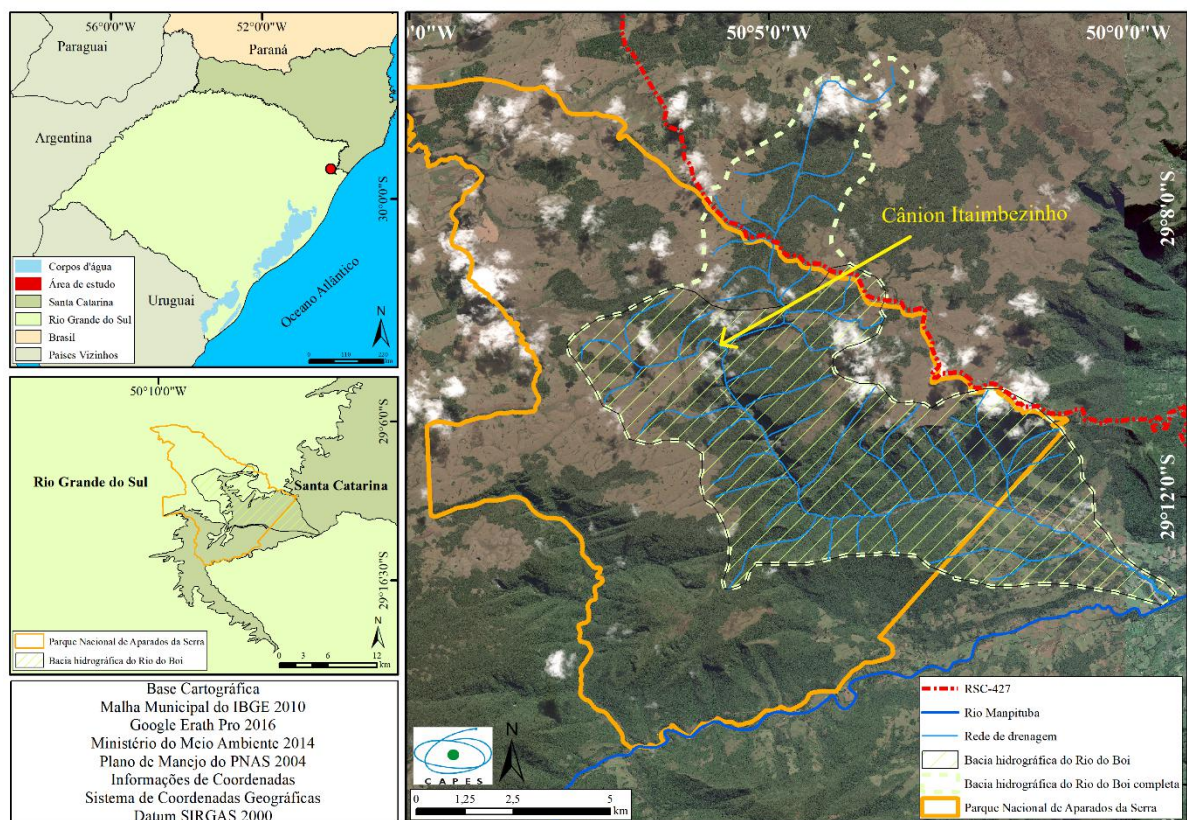 56°0'0"W
52°0'0"W
Paraguai
Paraná
Argentina
30°0'0"S
Uruguai
Oceano Atlântico
Corpos d'água
Área de estudo
Santa Catarina
Rio Grande do Sul
Brasil
Paises Vizinhos
N
0 110 220
km
50°10'0"W
29°6'0"S
Rio Grande do Sul
Santa Catarina
29°16'30"S
N
Parque Nacional de Aparados da Serra
Bacia hidrográfica do Rio do Boi
0 3 6 12
km
Base Cartográfica
Malha Municipal do IBGE 2010
Google Erath Pro 2016
Ministério do Meio Ambiente 2014
Plano de Manejo do PNAS 2004
Informações de Coordenadas
Sistema de Coordenadas Geográficas
Datum SIRGAS 2000
0'0"W
50°5'0"W
50°0'0"W
29°8'0"S
Cânion Itaimbezinho
29°12'0"S
CAPES
N
0 1,25 2,5 5
km
RSC-427
Rio Manpituba
Rede de drenagem
Bacia hidrográfica do Rio do Boi
Bacia hidrográfica do Rio do Boi completa
Parque Nacional de Aparados da Serra